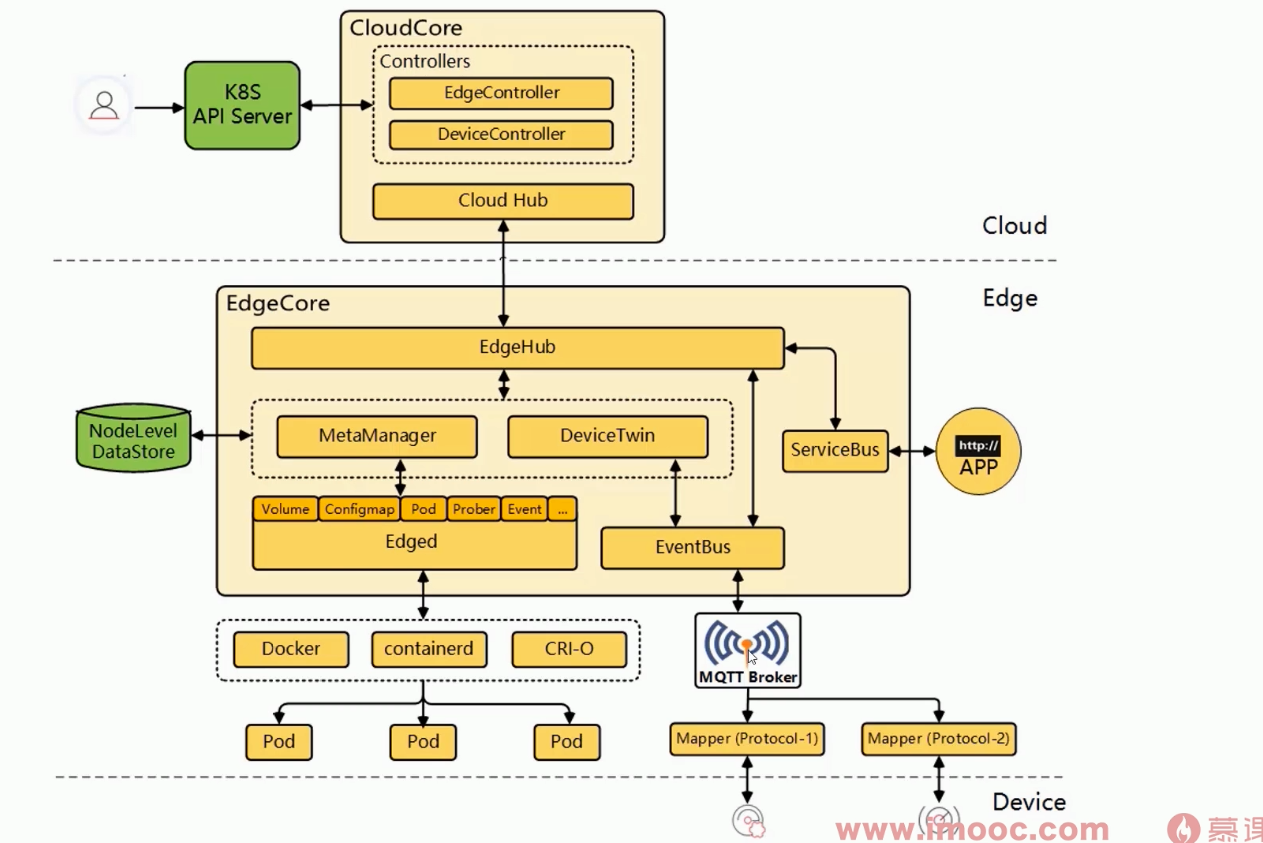 CloudCore
Controllers
EdgeController
DeviceController
Cloud Hub
K8S
API Server
Cloud
Edge
EdgeCore
EdgeHub
MetaManager
DeviceTwin
NodeLevel
DataStore
ServiceBus
http://
APP
Volume
Configmap
Pod
Prober
Event
...
Edged
EventBus
Docker
containerd
CRI-O
MQTT Broker
Pod
Pod
Pod
Mapper (Protocol-1)
Mapper (Protocol-2)
Device
www.imooc.com
慕课